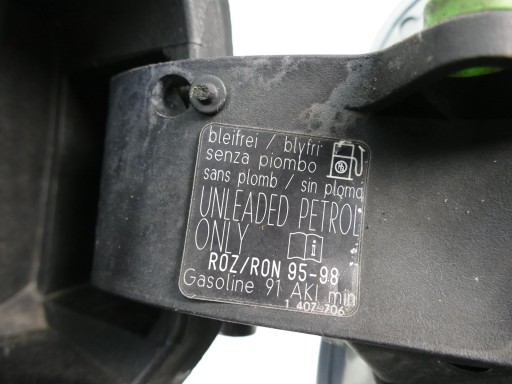 bleifrei / blyfri
senza piombo
sans plomb / sin plomo
UNLEADED PETROL
ONLY
ROZ/RON 95-98
Gasoline 91 AKI min
1 407-706